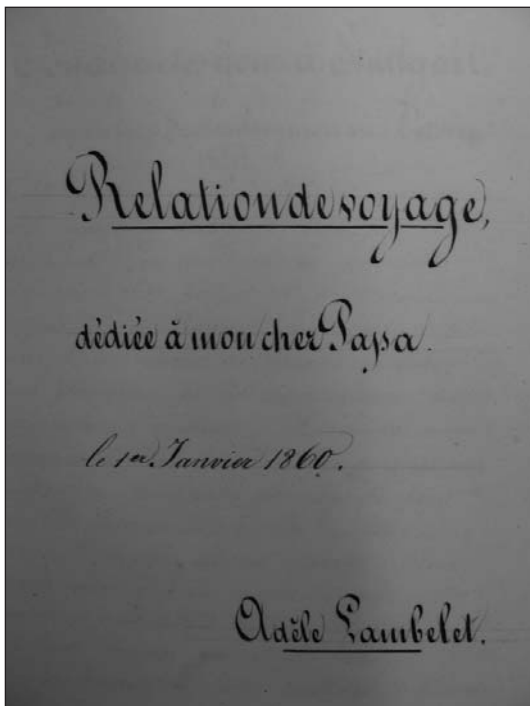 Relation de voyage,
dédiée à mon cher Papa.
le 1er. Janvier 1860.
Adèle Lambelet.